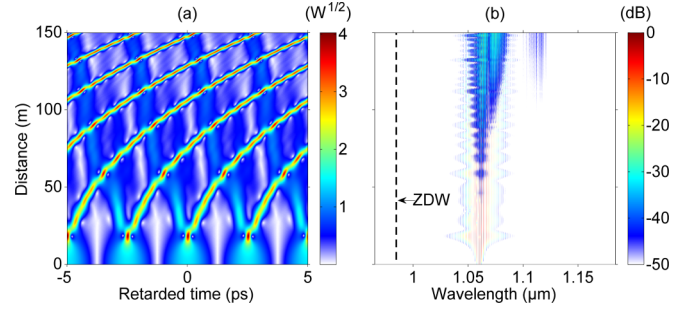 (a) (W1/2) (b) (dB)
150 4 0
100 3 -10
-20
50 2 -30
1 -40
0 -50
Distance (m)
ZDW
-5 0 5 1 1.05 1.1 1.15
Retarded time (ps) Wavelength (μm)